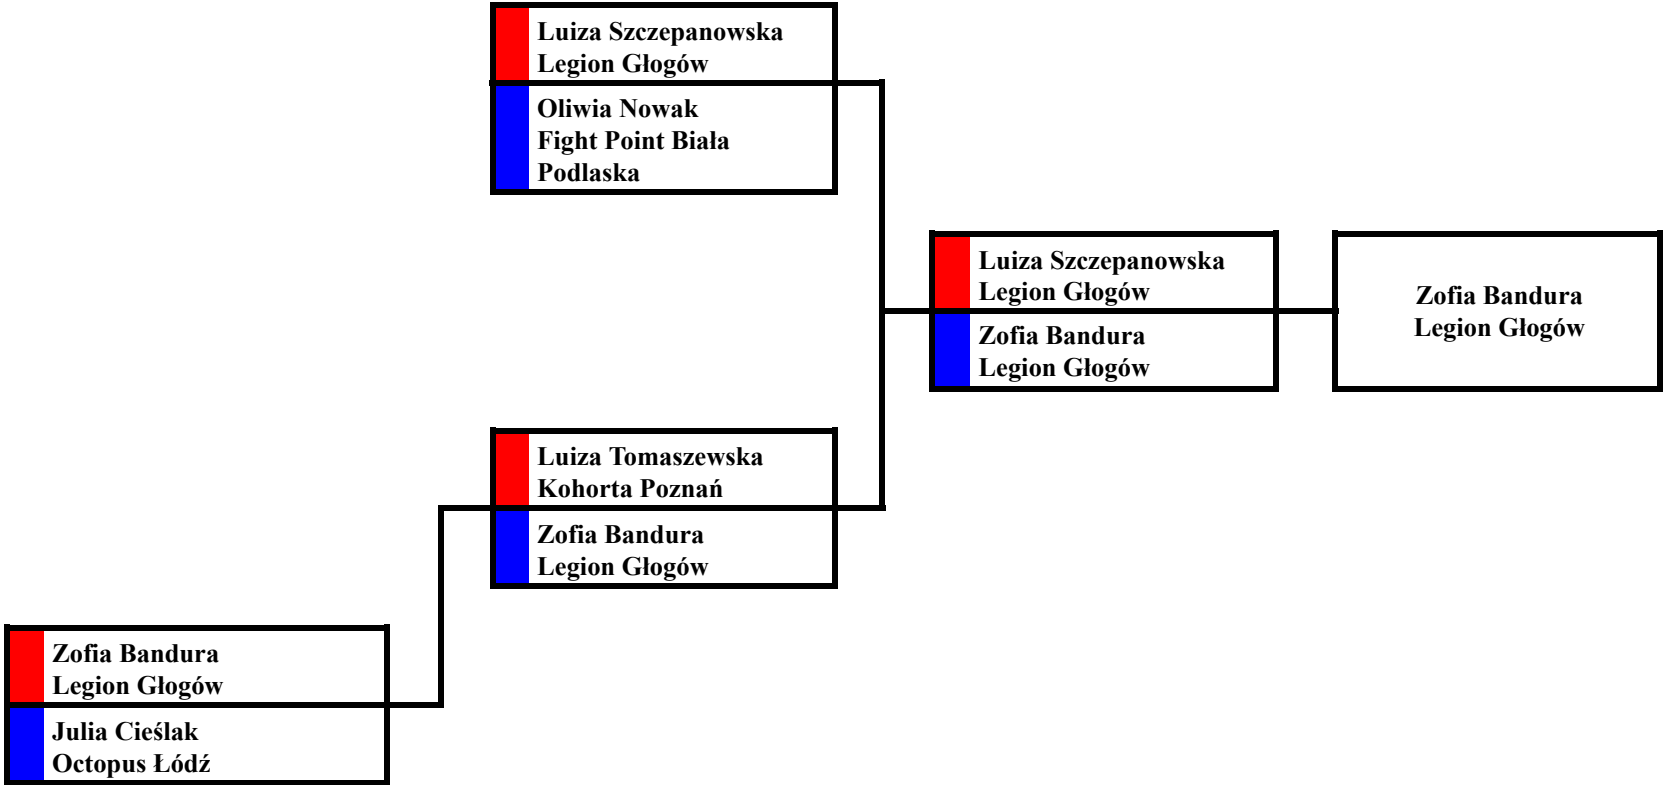 Luiza Szczepanowska
Legion Głogów
Oliwia Nowak
Fight Point Biała
Podlaska
Luiza Szczepanowska
Legion Głogów
Zofia Bandura
Legion Głogów
Zofia Bandura
Legion Głogów
Luiza Tomaszewska
Kohorta Poznań
Zofia Bandura
Legion Głogów
Zofia Bandura
Legion Głogów
Julia Cieślak
Octopus Łódź